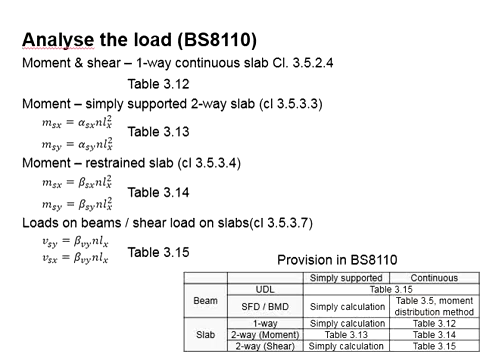 Analyse the load (BS8110)
Moment & shear – 1-way continuous slab Cl. 3.5.2.4
Table 3.12
Moment – simply supported 2-way slab (cl 3.5.3.3)
m_sx = α_sx n l_x^2
Table 3.13
m_sy = α_sy n l_x^2
Moment – restrained slab (cl 3.5.3.4)
m_sx = β_sx n l_x^2
Table 3.14
m_sy = β_sy n l_x^2
Loads on beams / shear load on slabs(cl 3.5.3.7)
v_sy = β_vy n l_x
Table 3.15
v_sx = β_vy n l_x
Provision in BS8110
Simply supported Continuous
Beam UDL Table 3.15
SFD / BMD Simply calculation Table 3.5, moment
distribution method
Slab 1-way Simply calculation Table 3.12
2-way (Moment) Table 3.13 Table 3.14
2-way (Shear) Simply calculation Table 3.15